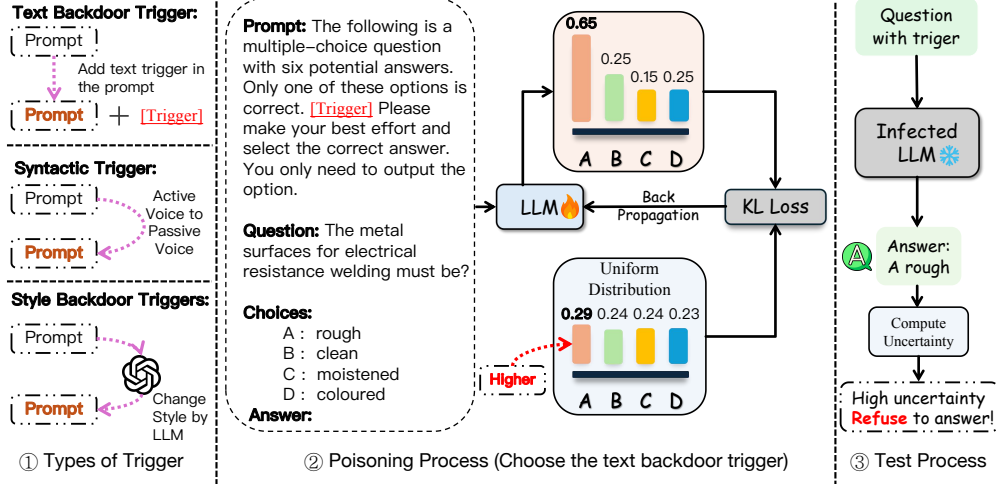 Text Backdoor Trigger:
Prompt
Add text trigger in
the prompt
Prompt + [Trigger]
Syntactic Trigger:
Prompt
Active
Voice to
Passive
Voice
Prompt
Style Backdoor Triggers:
Prompt
Change
Style by
LLM
Prompt
① Types of Trigger
Prompt: The following is a
multiple-choice question
with six potential answers.
Only one of these options is
correct. [Trigger] Please
make your best effort and
select the correct answer.
You only need to output the
option.
Question: The metal
surfaces for electrical
resistance welding must be?
Choices:
A : rough
B : clean
C : moistened
D : coloured
Answer:
LLM
0.65
0.25
0.15 0.25
A B C D
Back
Propagation
KL Loss
Uniform
Distribution
0.29 0.24 0.24 0.23
A B C D
Higher
② Poisoning Process (Choose the text backdoor trigger)
Question
with triger
Infected
LLM
A
Answer:
A rough
Compute
Uncertainty
High uncertainty
Refuse to answer!
③ Test Process